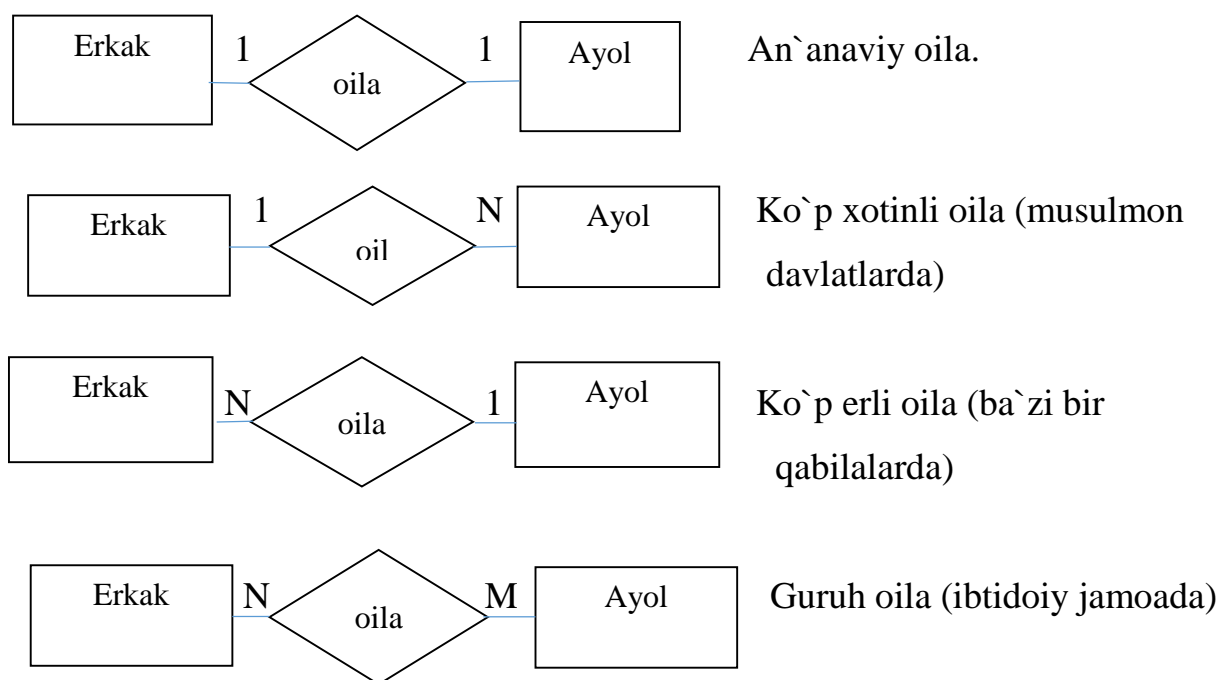 Erkak 1 oila 1 Ayol An`anaviy oila.
Erkak 1 oil N Ayol Ko`p xotinli oila (musulmon
davlatlarda)
Erkak N oila 1 Ayol Ko`p erli oila (ba`zi bir
qabilalarda)
Erkak N oila M Ayol Guruh oila (ibtidoiy jamoada)